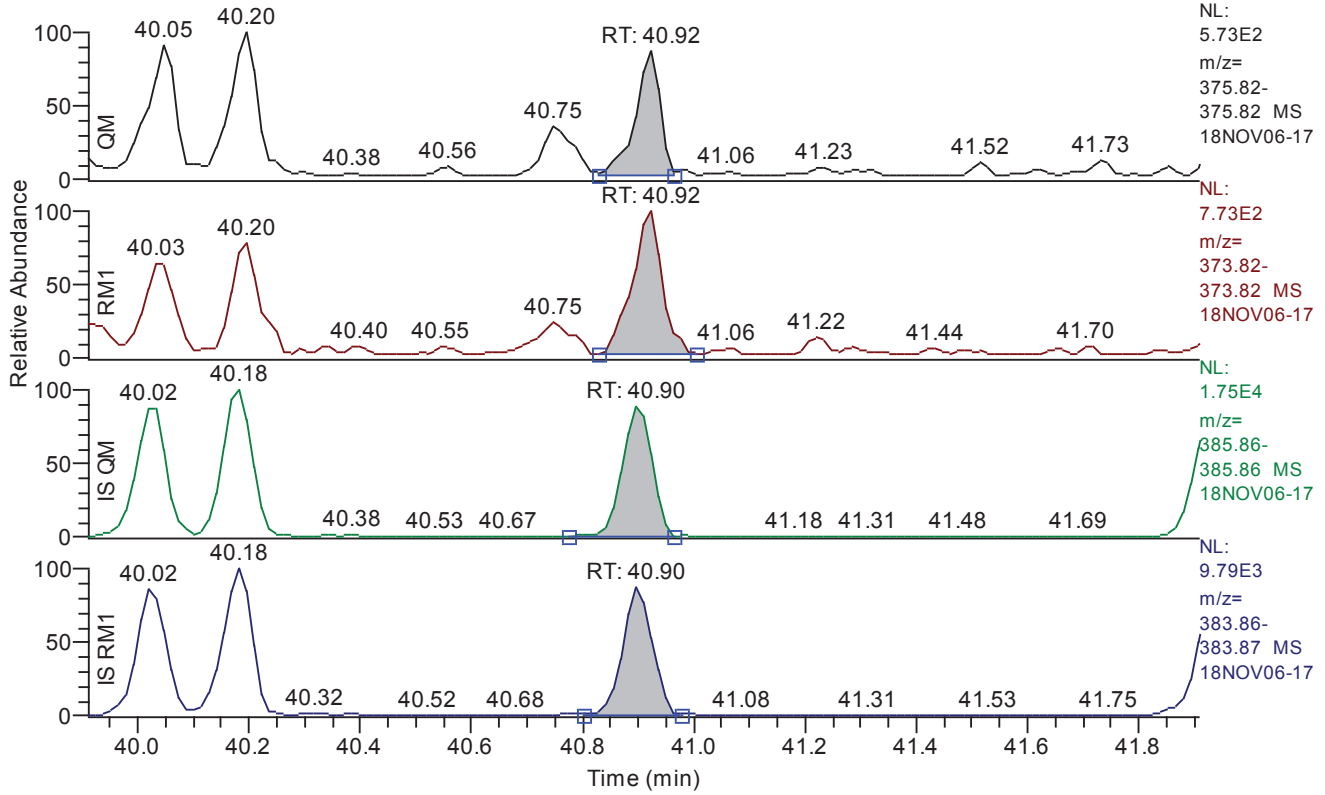 Relative Abundance
40.05
40.20
RT: 40.92
40.75
40.38
40.56
41.06
41.23
41.52
41.73
100
50
0
QM
NL:
5.73E2
m/z=
375.82-
375.82 MS
18NOV06-17
RT: 40.92
40.03
40.20
40.75
40.40
40.55
41.06
41.22
41.44
41.70
100
50
0
RM1
NL:
7.73E2
m/z=
373.82-
373.82 MS
18NOV06-17
40.02
40.18
RT: 40.90
40.38
40.53
40.67
41.18
41.31
41.48
41.69
100
50
0
IS QM
NL:
1.75E4
m/z=
385.86-
385.86 MS
18NOV06-17
40.02
40.18
RT: 40.90
40.32
40.52
40.68
41.08
41.31
41.53
41.75
100
50
0
IS RM1
NL:
9.79E3
m/z=
383.86-
383.87 MS
18NOV06-17
40.0 40.2 40.4 40.6 40.8 41.0 41.2 41.4 41.6 41.8
Time (min)